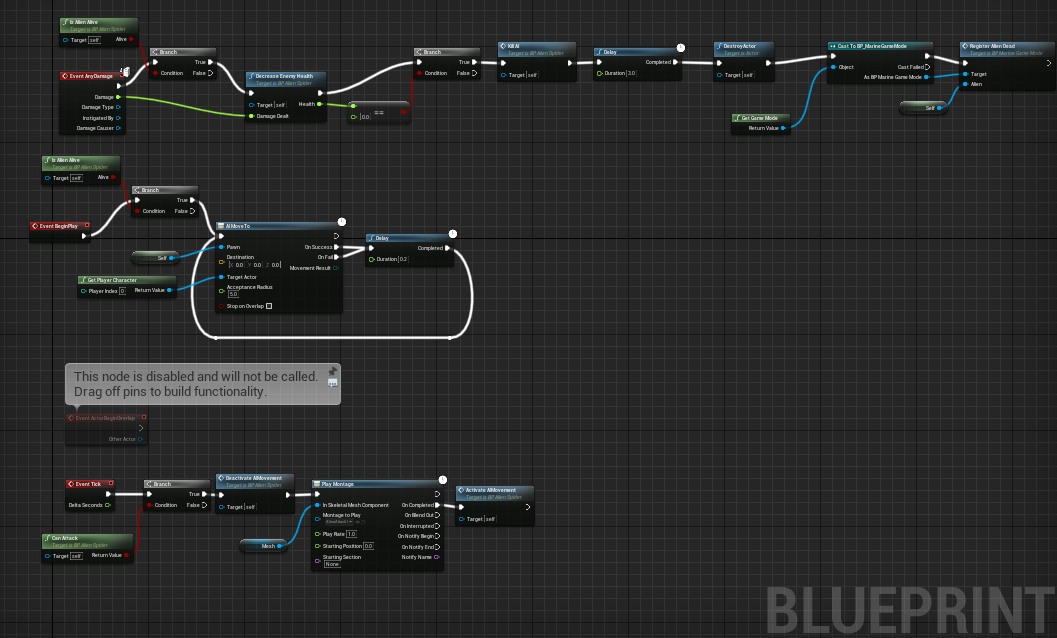 Is Alien Alive
Target is BP Alien Spider
Target self Alive
Event AnyDamage
Damage
Damage Type
Instigated By
Damage Causer
Branch
True
Condition False
Decrease Enemy Health
Target is BP Alien Spider
Target self Health
Damage Dealt
0.0 ==
Branch
True
Condition False
Kill AI
Target is BP Alien Spider
Target self
Delay
Completed
Duration 3.0
DestroyActor
Target is Actor
Target self
Get Game Mode
Return Value
Cast To BP_MarineGameMode
Object Cast Failed
As BP Marine Game Mode
Self
Register Alien Dead
Target is BP Marine Game Mode
Target
Alien
Is Alien Alive
Target is BP Alien Spider
Target self Alive
Event BeginPlay
Branch
True
Condition False
Self
Get Player Character
Player Index 0 Return Value
AI MoveTo
Pawn On Success
Destination On Fail
X 0.0 Y 0.0 Z 0.0
Movement Result
Target Actor
Acceptance Radius
5.0
Stop on Overlap
Delay
Completed
Duration 0.2
This node is disabled and will not be called.
Drag off pins to build functionality.
Event ActorBeginOverlap
Other Actor
Event Tick
Delta Seconds
Can Attack
Target is BP Alien Spider
Target self Return Value
Branch
True
Condition False
Deactivate AIMovement
Target is BP Alien Spider
Target self
Mesh
Play Montage
In Skeletal Mesh Component On Completed
Montage to Play On Blend Out
On Interrupted
Play Rate 1.0 On Notify Begin
Starting Position 0.0 On Notify End
Starting Section Notify Name
None
Activate AIMovement
Target is BP Alien Spider
Target self
BLUEPRINT